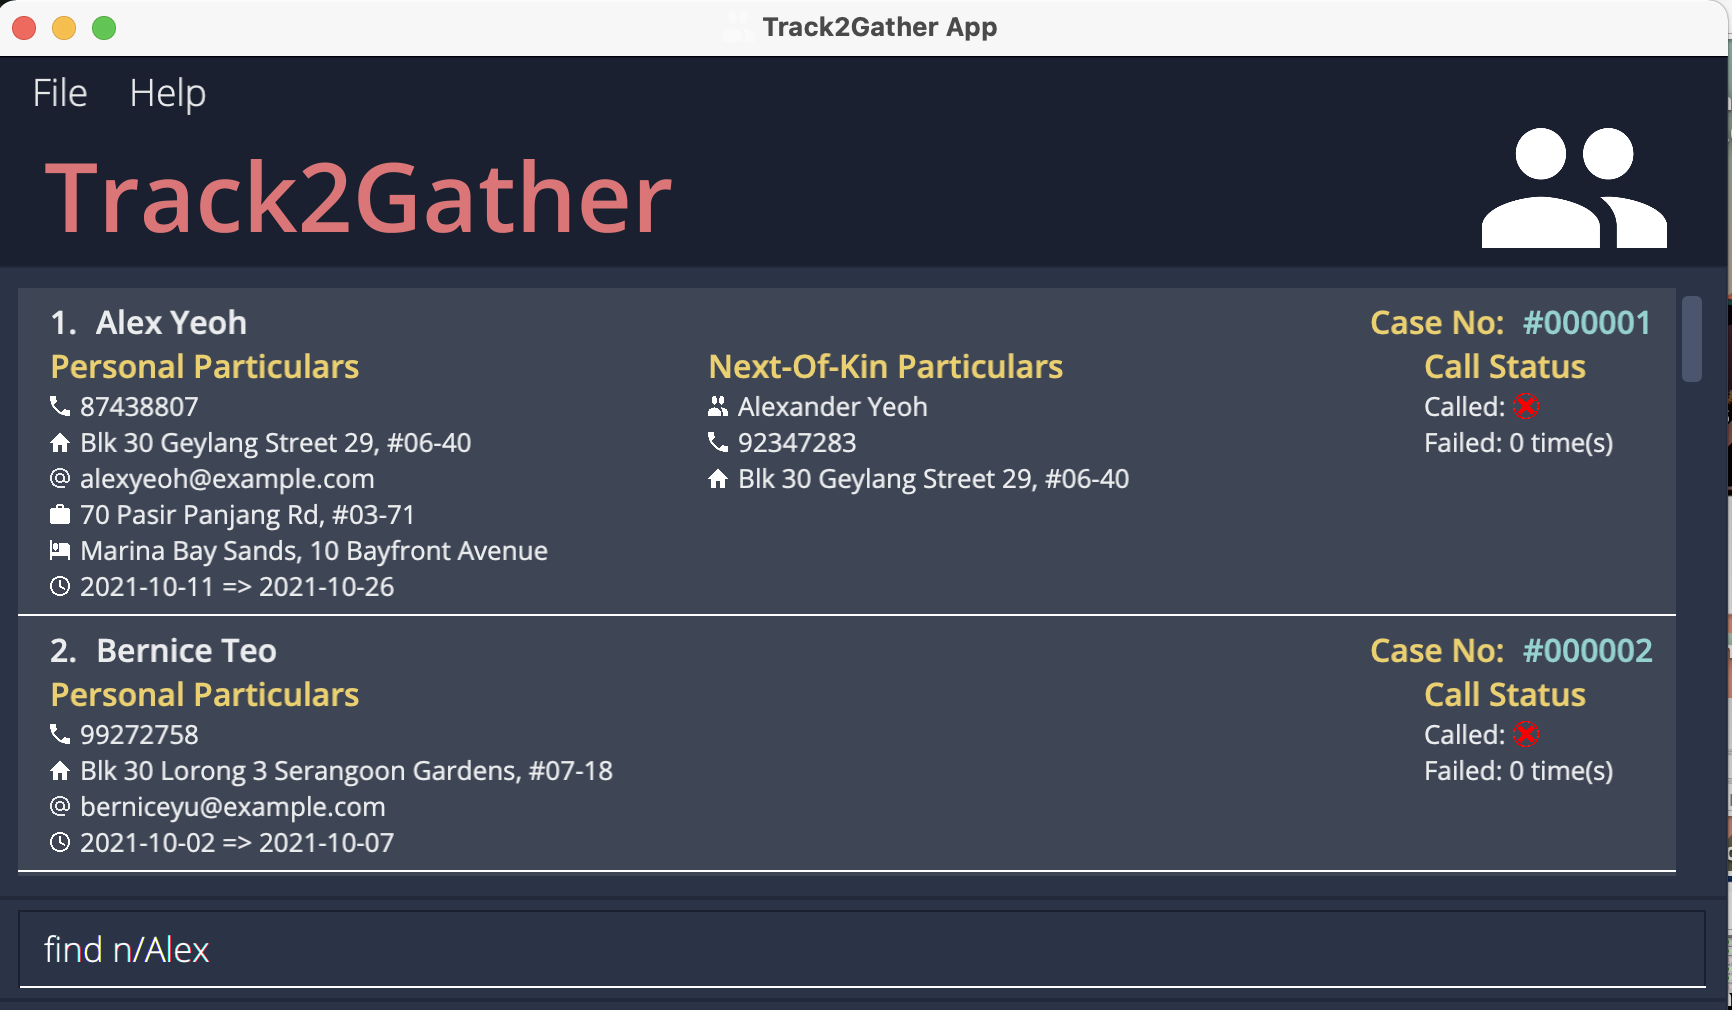 Track2Gather App
File Help
Track2Gather
1. Alex Yeoh
Case No: #000001
Personal Particulars
87438807
Blk 30 Geylang Street 29, #06-40
alexyeoh@example.com
70 Pasir Panjang Rd, #03-71
Marina Bay Sands, 10 Bayfront Avenue
2021-10-11 => 2021-10-26
Next-Of-Kin Particulars
Alexander Yeoh
92347283
Blk 30 Geylang Street 29, #06-40
Call Status
Called:
Failed: 0 time(s)
2. Bernice Teo
Case No: #000002
Personal Particulars
99272758
Blk 30 Lorong 3 Serangoon Gardens, #07-18
berniceyu@example.com
2021-10-02 => 2021-10-07
Call Status
Called:
Failed: 0 time(s)
find n/Alex